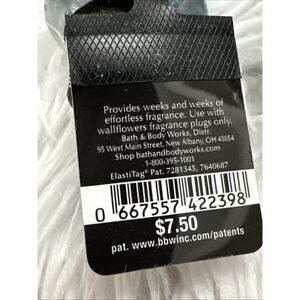 Provides weeks and weeks of
effortless fragrance. Use with
wallflowers fragrance plugs only.
Bath & Body Works, Distr.
95 West Main Street, New Albany, OH 43054
Shop bathandbodyworks.com
1-800-395-1001
ElastiTag® Pat. 7281345, 7640687
0 667557 422398
$7.50
pat. www.bbwinc.com/patents